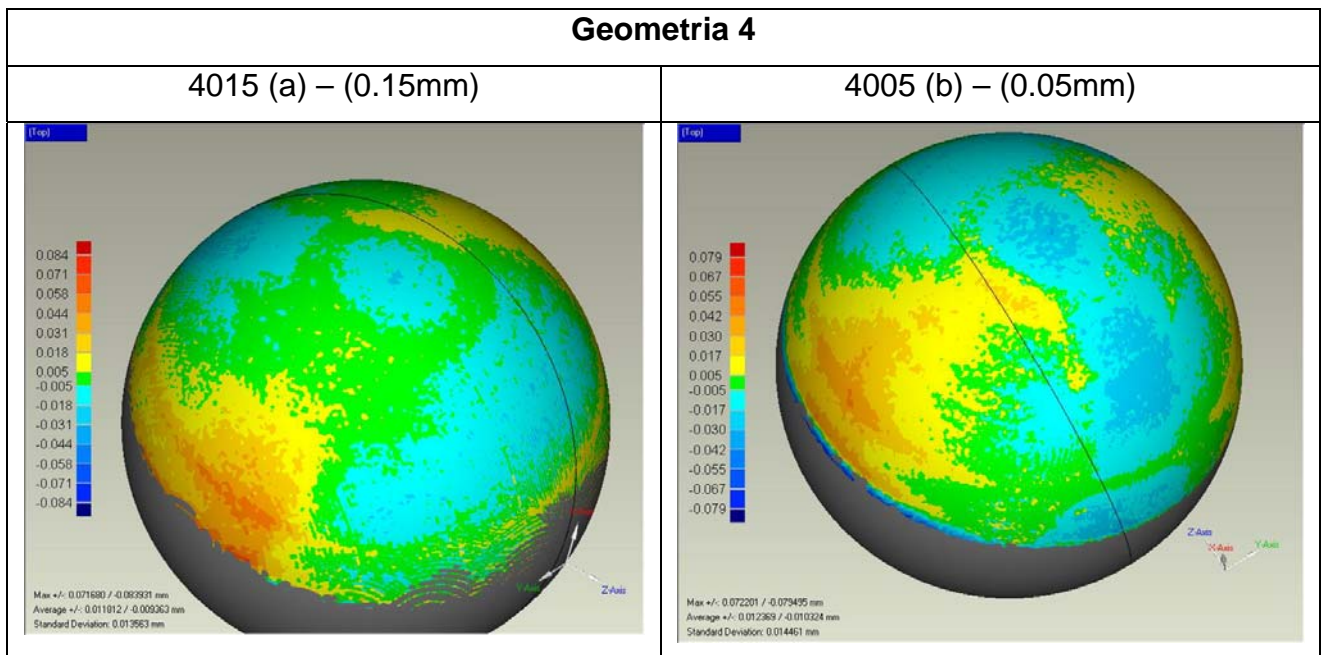 Geometria 4
4015 (a) – (0.15mm)
4005 (b) – (0.05mm)
(Top)
0.084
0.071
0.058
0.044
0.031
0.018
0.005
-0.005
-0.018
-0.031
-0.044
-0.058
-0.071
-0.084
Y-Axis
Z-Axis
Max +/-: 0.071680 / -0.083931 mm
Average +/-: 0.011812 / -0.009363 mm
Standard Deviation: 0.013563 mm
(Top)
0.079
0.067
0.055
0.042
0.030
0.017
0.005
-0.005
-0.017
-0.030
-0.042
-0.055
-0.067
-0.079
Z-Axis
X-Axis
Y-Axis
Max +/-: 0.072201 / -0.079495 mm
Average +/-: 0.012369 / -0.010324 mm
Standard Deviation: 0.014461 mm